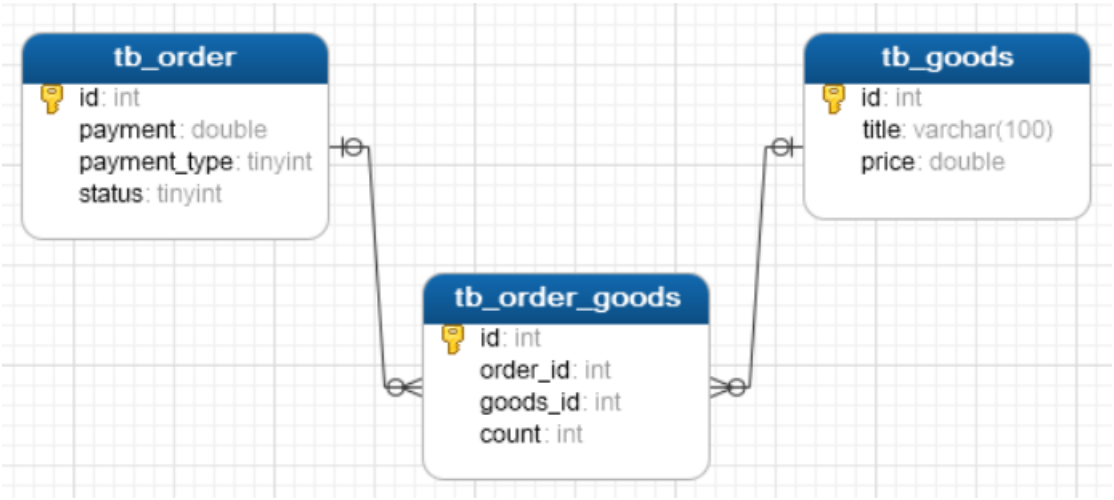 tb_order
id: int
payment: double
payment_type: tinyint
status: tinyint
tb_goods
id: int
title: varchar(100)
price: double
tb_order_goods
id: int
order_id: int
goods_id: int
count: int